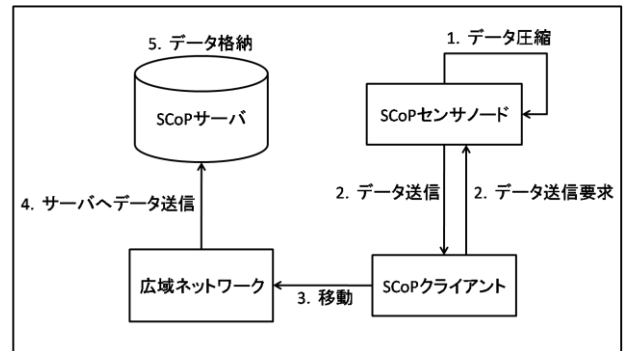 5. データ格納
1. データ圧縮
SCoPサーバ
SCoPセンサノード
4. サーバへデータ送信
2. データ送信
2. データ送信要求
広域ネットワーク
3. 移動
SCoPクライアント